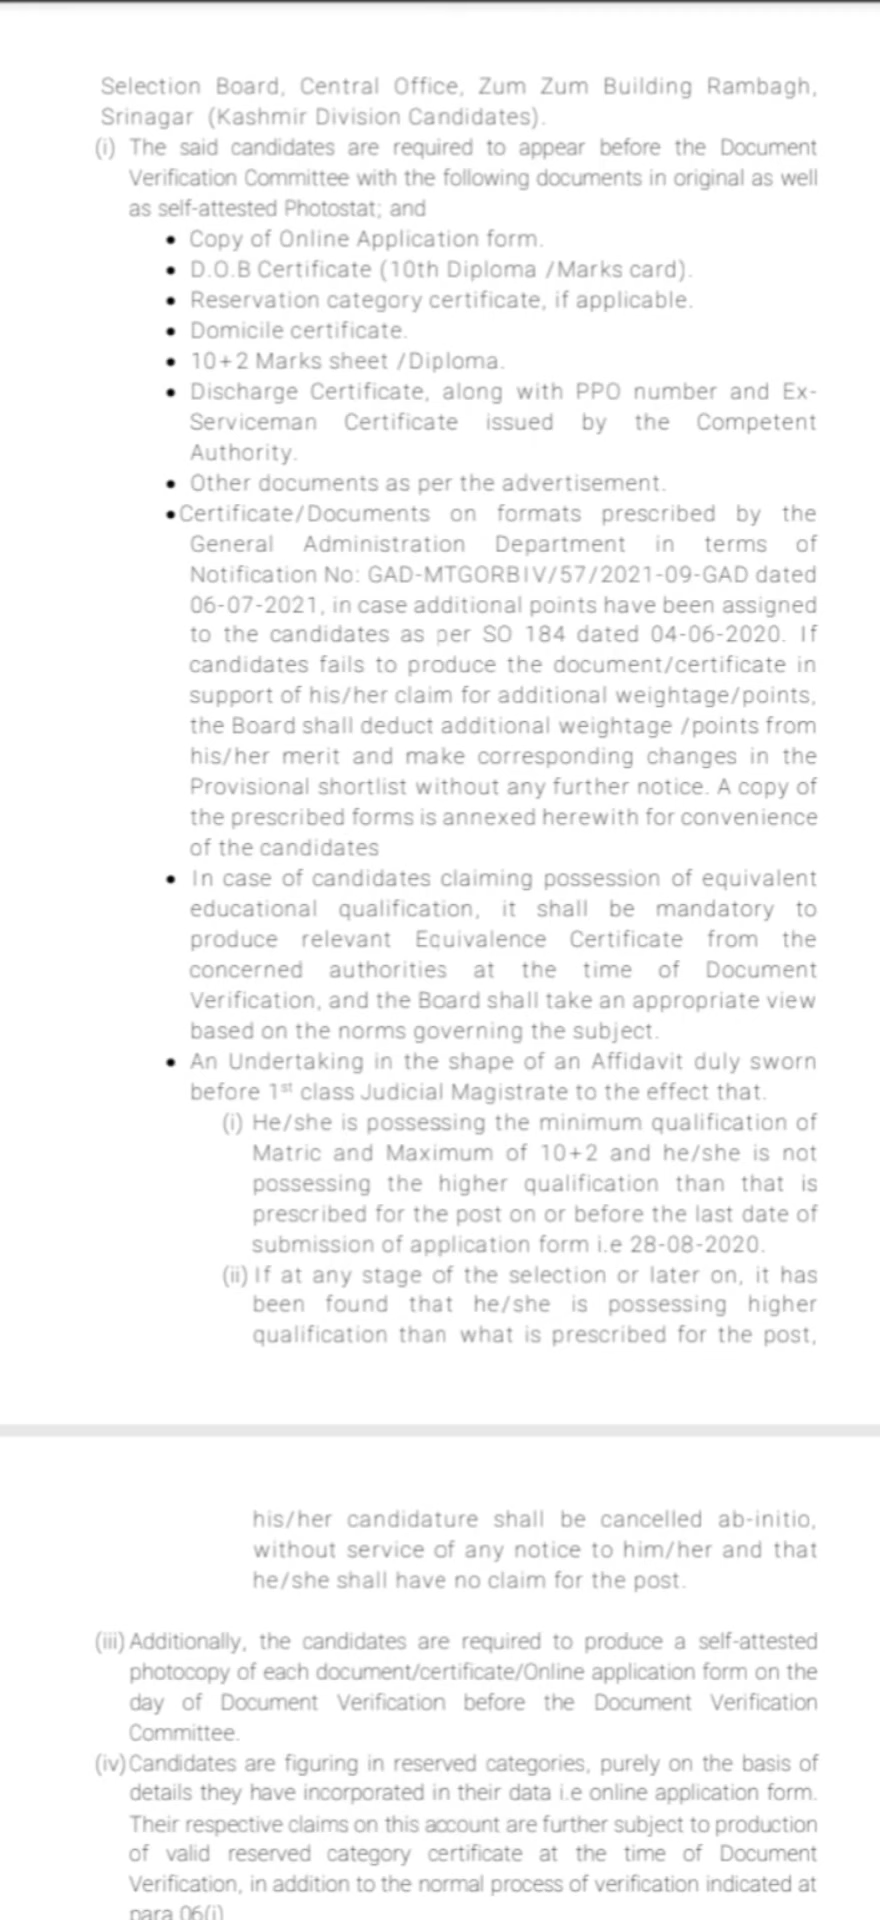 Selection Board, Central Office, Zum Zum Building Rambagh,
Srinagar (Kashmir Division Candidates).
(i) The said candidates are required to appear before the Document
Verification Committee with the following documents in original as well
as self-attested Photostat; and
• Copy of Online Application form.
• D.O.B Certificate (10th Diploma /Marks card).
• Reservation category certificate, if applicable.
• Domicile certificate.
• 10+2 Marks sheet /Diploma.
• Discharge Certificate, along with PPO number and Ex-
Serviceman Certificate issued by the Competent
Authority.
• Other documents as per the advertisement.
•Certificate/Documents on formats prescribed by the
General Administration Department in terms of
Notification No: GAD-MTGORBIV/57/2021-09-GAD dated
06-07-2021, in case additional points have been assigned
to the candidates as per SO 184 dated 04-06-2020. If
candidates fails to produce the document/certificate in
support of his/her claim for additional weightage/points,
the Board shall deduct additional weightage /points from
his/her merit and make corresponding changes in the
Provisional shortlist without any further notice. A copy of
the prescribed forms is annexed herewith for convenience
of the candidates
• In case of candidates claiming possession of equivalent
educational qualification, it shall be mandatory to
produce relevant Equivalence Certificate from the
concerned authorities at the time of Document
Verification, and the Board shall take an appropriate view
based on the norms governing the subject.
• An Undertaking in the shape of an Affidavit duly sworn
before 1st class Judicial Magistrate to the effect that.
(i) He/she is possessing the minimum qualification of
Matric and Maximum of 10+2 and he/she is not
possessing the higher qualification than that is
prescribed for the post on or before the last date of
submission of application form i.e 28-08-2020.
(ii) If at any stage of the selection or later on, it has
been found that he/she is possessing higher
qualification than what is prescribed for the post,
his/her candidature shall be cancelled ab-initio,
without service of any notice to him/her and that
he/she shall have no claim for the post.
(iii) Additionally, the candidates are required to produce a self-attested
photocopy of each document/certificate/Online application form on the
day of Document Verification before the Document Verification
Committee.
(iv) Candidates are figuring in reserved categories, purely on the basis of
details they have incorporated in their data i.e online application form.
Their respective claims on this account are further subject to production
of valid reserved category certificate at the time of Document
Verification, in addition to the normal process of verification indicated at
para 06(i)